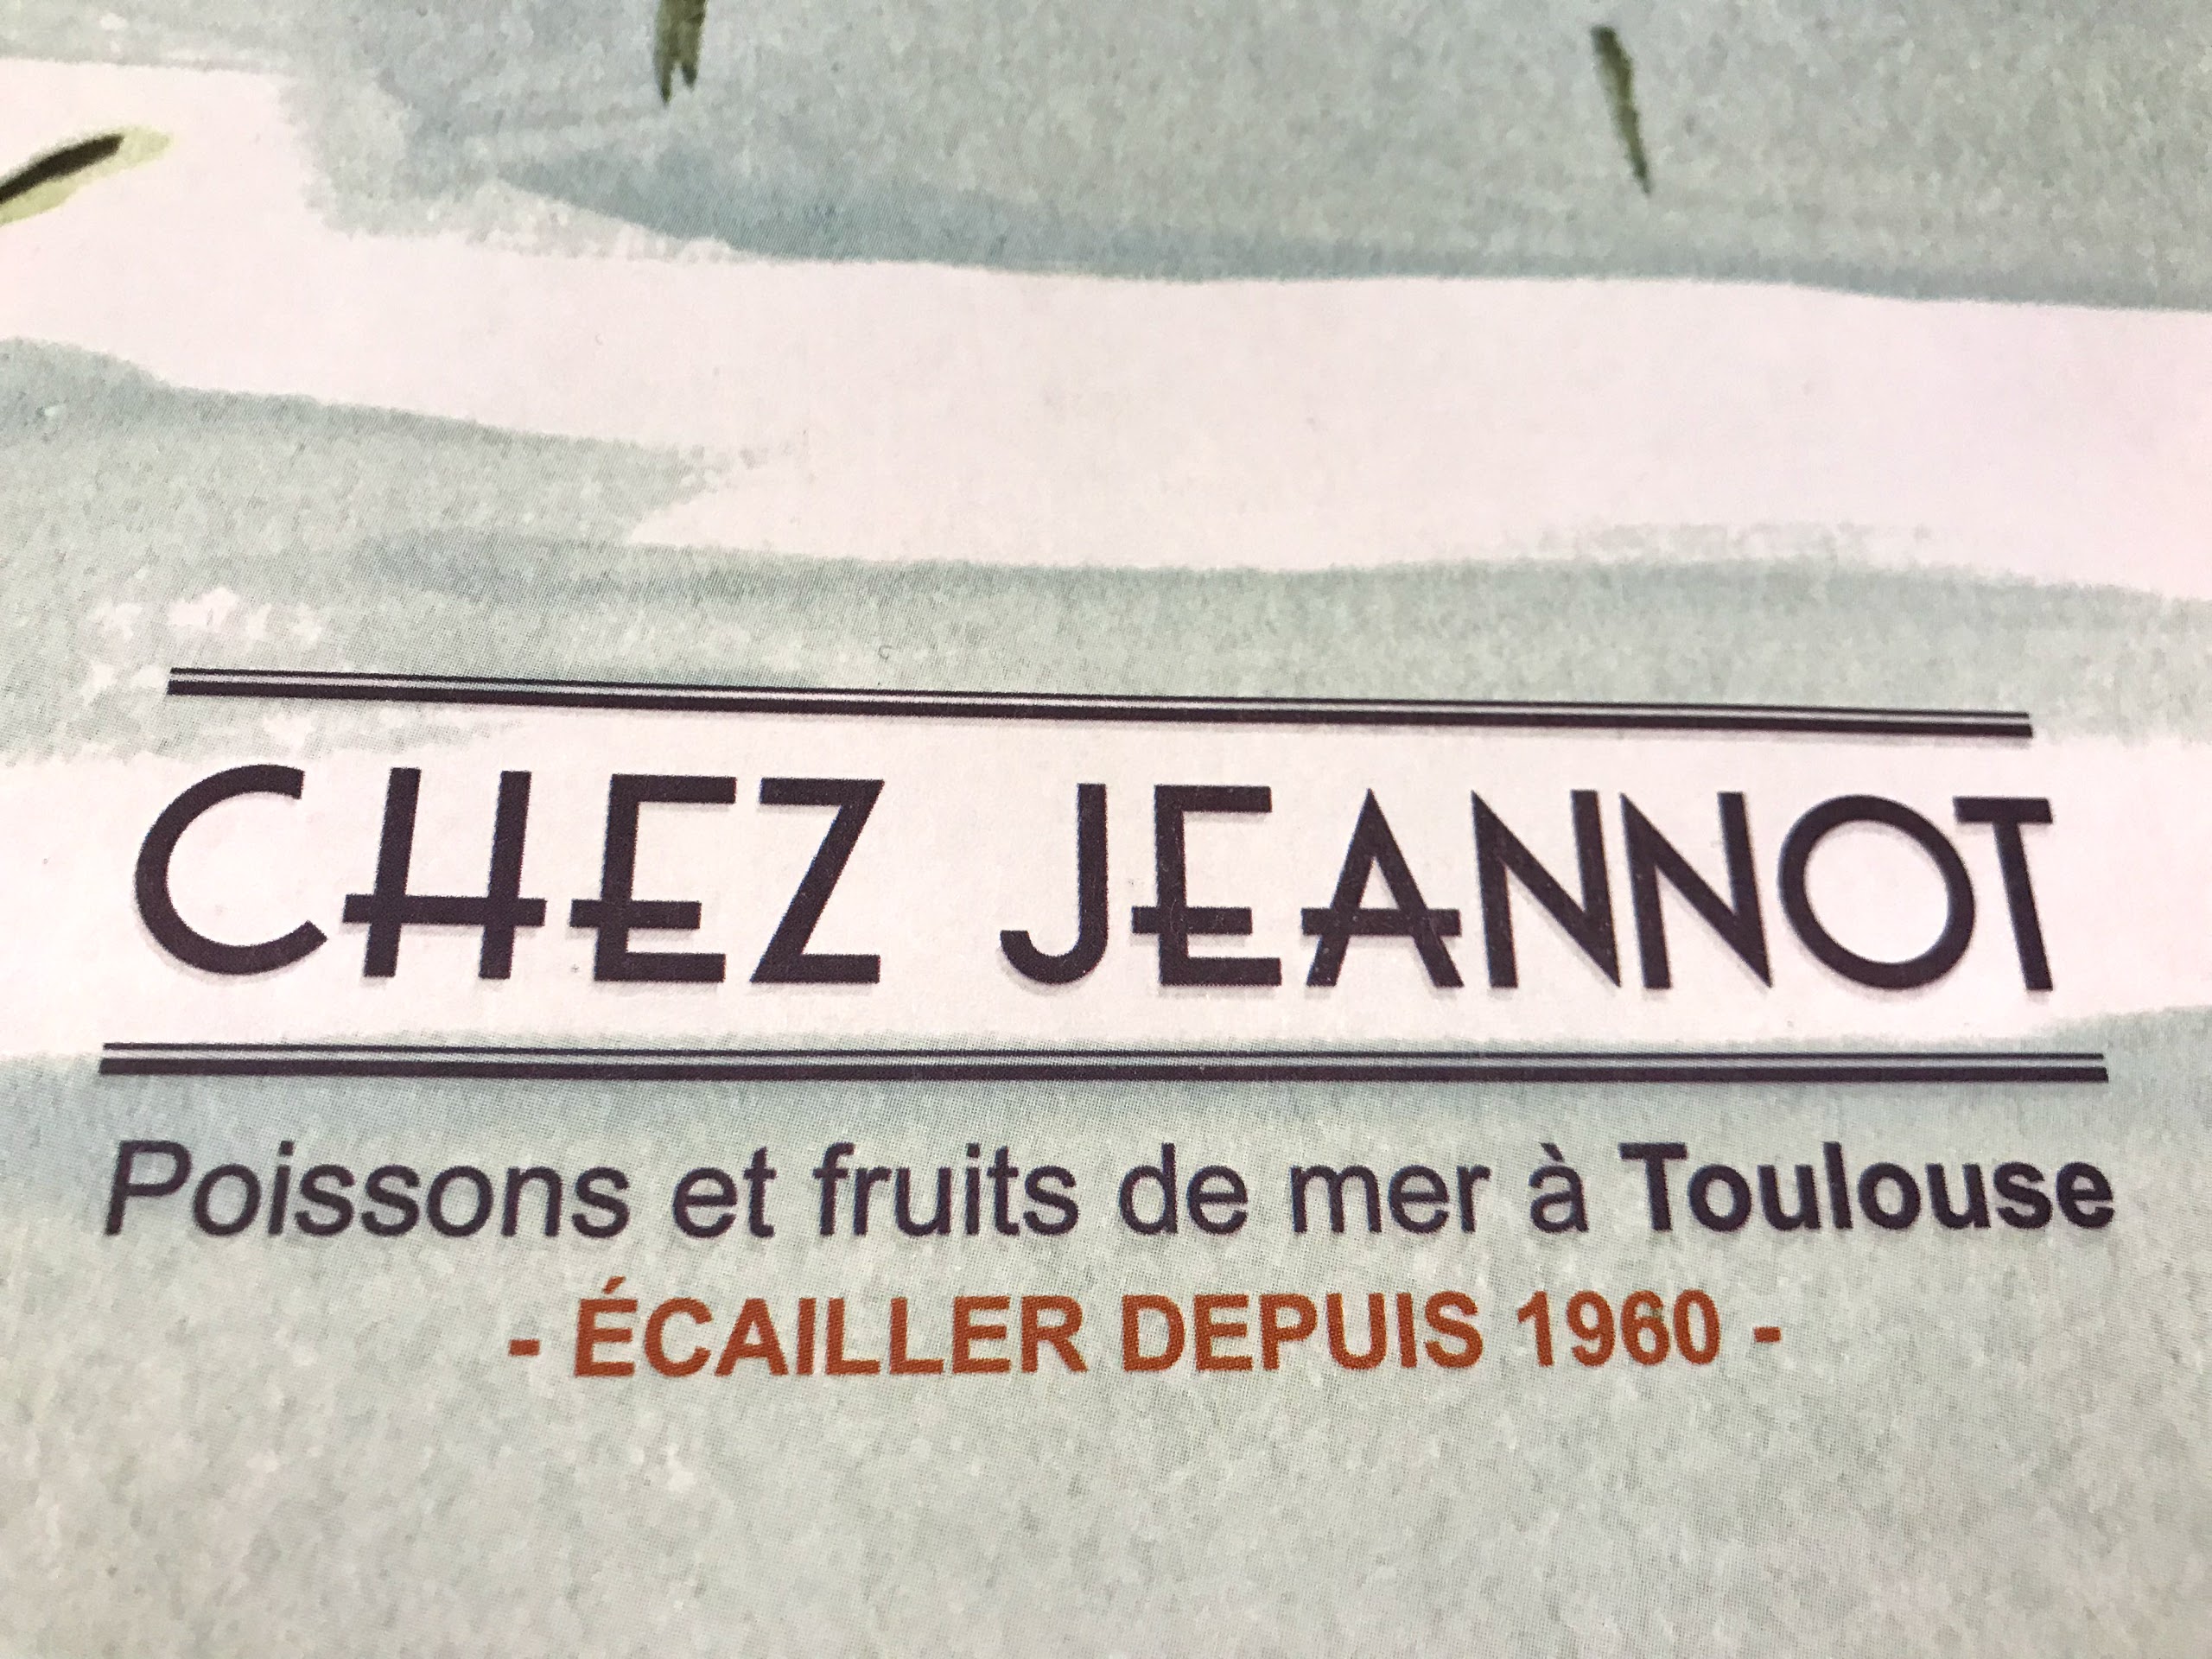 CHEZ JEANNOT
Poissons et fruits de mer à Toulouse
- ÉCAILLER DEPUIS 1960 -